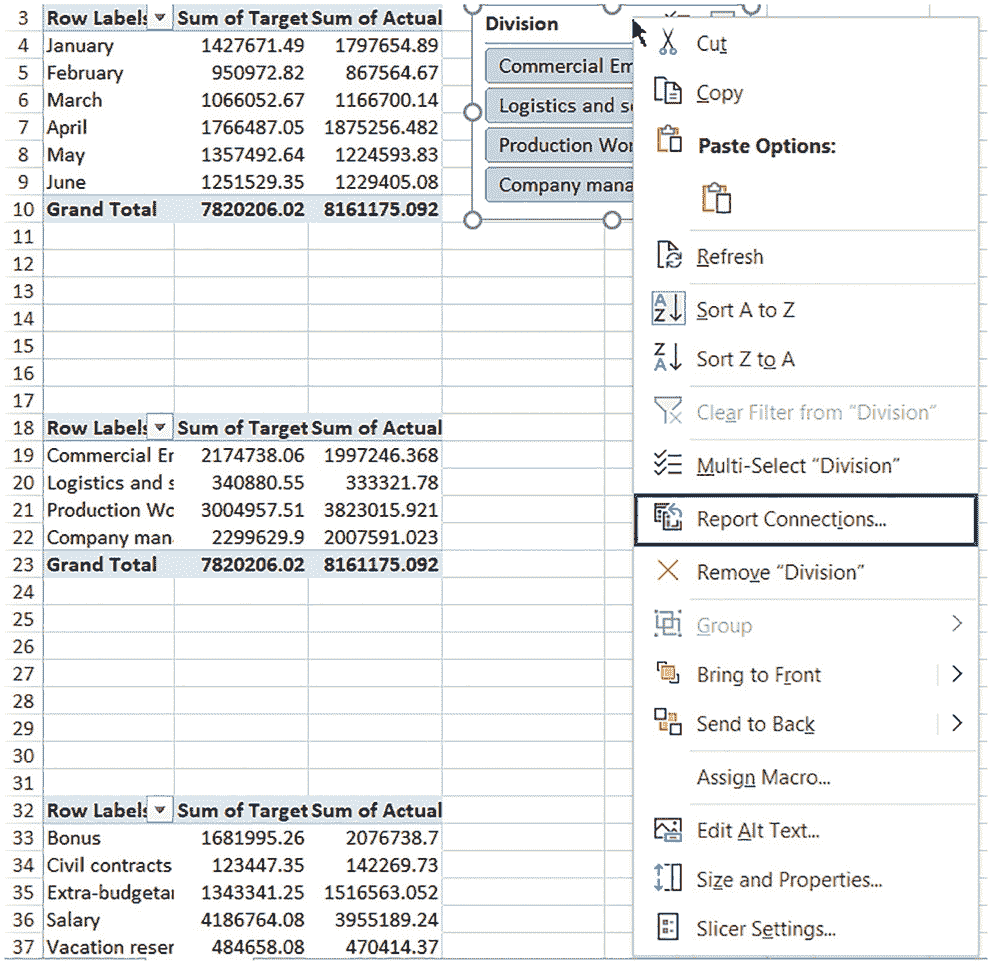 3 Row Labels Sum of Target Sum of Actual
4 January 1427671.49 1797654.89
5 February 950972.82 867564.67
6 March 1066052.67 1166700.14
7 April 1766487.05 1875256.482
8 May 1357492.64 1224593.83
9 June 1251529.35 1229405.08
10 Grand Total 7820206.02 8161175.092
11
12
13
14
15
16
17
18 Row Labels Sum of Target Sum of Actual
19 Commercial Er 2174738.06 1997246.368
20 Logistics and s 340880.55 333321.78
21 Production Wo 3004957.51 3823015.921
22 Company man 2299629.9 2007591.023
23 Grand Total 7820206.02 8161175.092
24
25
26
27
28
29
30
31
32 Row Labels Sum of Target Sum of Actual
33 Bonus 1681995.26 2076738.7
34 Civil contracts 123447.35 142269.73
35 Extra-budgetar 1343341.25 1516563.052
36 Salary 4186764.08 3955189.24
37 Vacation reser 484658.08 470414.37
Division
Commercial Em
Logistics and se
Production Wor
Company mana
Cut
Copy
Paste Options:
Refresh
Sort A to Z
Sort Z to A
Clear Filter from "Division"
Multi-Select "Division"
Report Connections...
Remove "Division"
Group
Bring to Front
Send to Back
Assign Macro...
Edit Alt Text...
Size and Properties...
Slicer Settings...